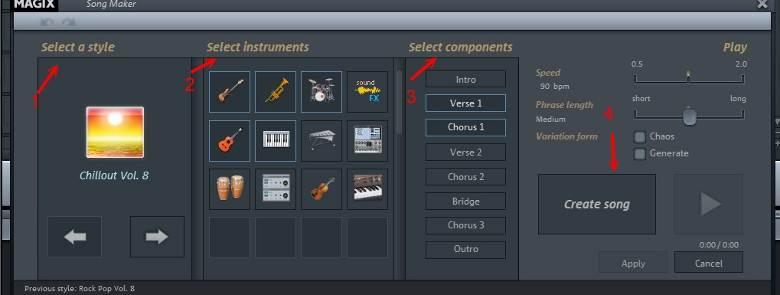 MAGIX Song Maker
Select a style
Select instruments
Select components
Play
1
2
3
4
sound
FX
Chillout Vol. 8
Intro
Verse 1
Chorus 1
Verse 2
Chorus 2
Bridge
Chorus 3
Outro
0.5 2.0
Speed
90 bpm
short long
Phrase length
Medium
Variation form
Chaos
Generate
Create song
0:00 / 0:00
Apply Cancel
Previous style: Rock Pop Vol. 8